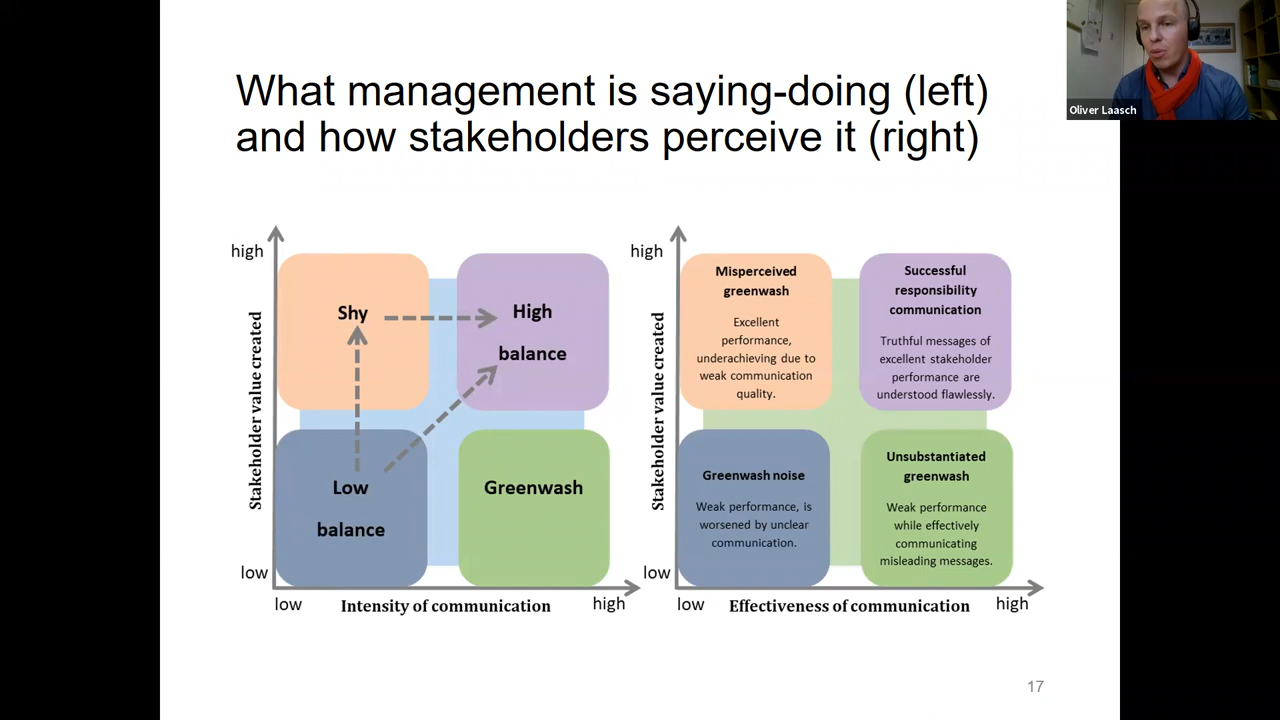 Oliver Laasch
What management is saying-doing (left)
and how stakeholders perceive it (right)
high
Stakeholder value created
Shy
High
balance
Low
balance
Greenwash
low
low
Intensity of communication
high
high
Stakeholder value created
Misperceived
greenwash
Excellent
performance,
underachieving due to
weak communication
quality.
Successful
responsibility
communication
Truthful messages of
excellent stakeholder
performance are
understood flawlessly.
Greenwash noise
Weak performance, is
worsened by unclear
communication.
Unsubstantiated
greenwash
Weak performance
while effectively
communicating
misleading messages.
low
low
Effectiveness of communication
high
17